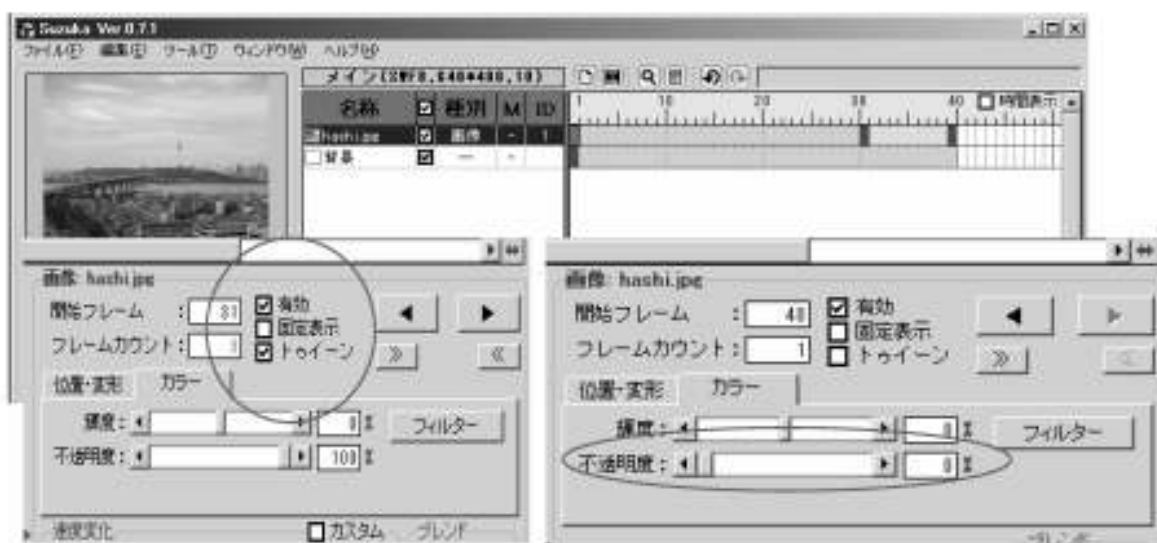 Suzuka Ver.0.7.1
ファイル(F) 編集(E) ツール(T) ウィンドウ(W) ヘルプ(H)
メイン(SWF8,640*480,10)
名称 種別 M ID
1 10 20 30 40 時間表示
hashi.jpg 画像 - 1
背景 — -
画像: hashi.jpg
開始フレーム : 31 有効
固定表示
フレームカウント: トゥイーン
位置・変形 カラー
輝度: 0 % フィルター
不透明度: 100 %
速度変化 カスタム ブレンド
画像: hashi.jpg
開始フレーム : 40 有効
固定表示
フレームカウント: 1 トゥイーン
位置・変形 カラー
輝度: 0 % フィルター
不透明度: 0 %